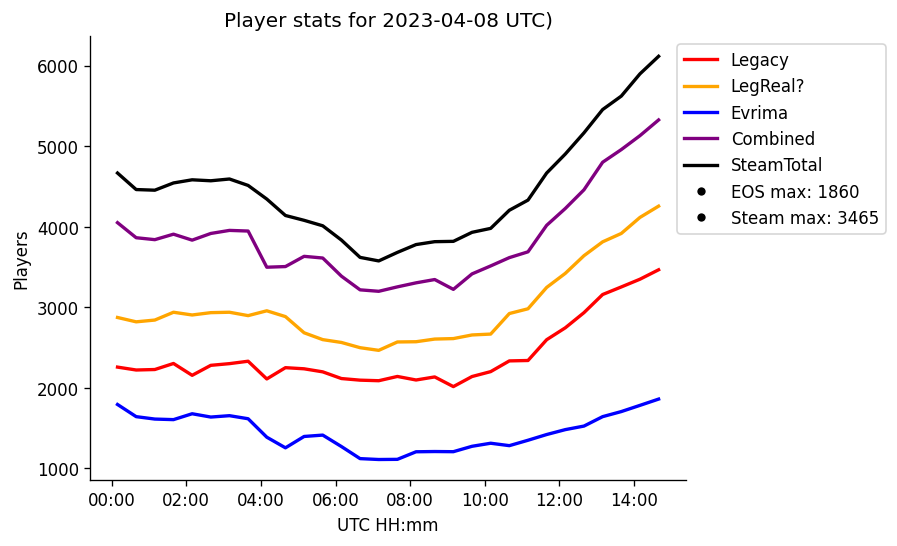 Player stats for 2023-04-08 UTC)
Players
6000
5000
4000
3000
2000
1000
00:00 02:00 04:00 06:00 08:00 10:00 12:00 14:00
UTC HH:mm
Legacy
LegReal?
Evrima
Combined
SteamTotal
EOS max: 1860
Steam max: 3465